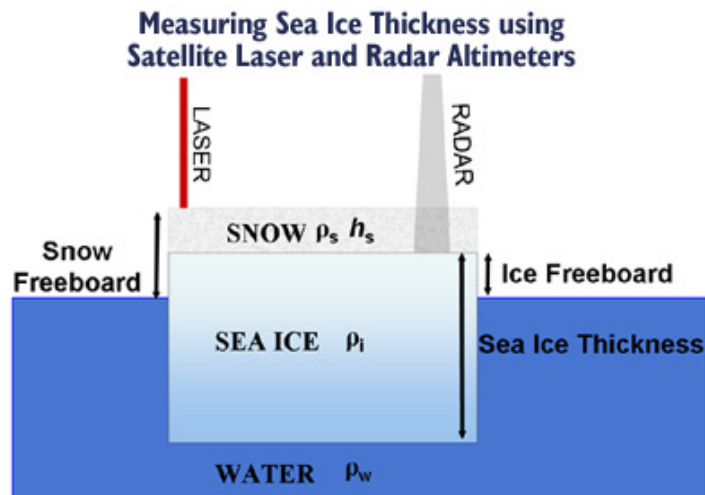 Measuring Sea Ice Thickness using
Satellite Laser and Radar Altimeters
LASER
RADAR
SNOW ρs hs
Snow
Freeboard
Ice Freeboard
SEA ICE ρi
Sea Ice Thickness
WATER ρw